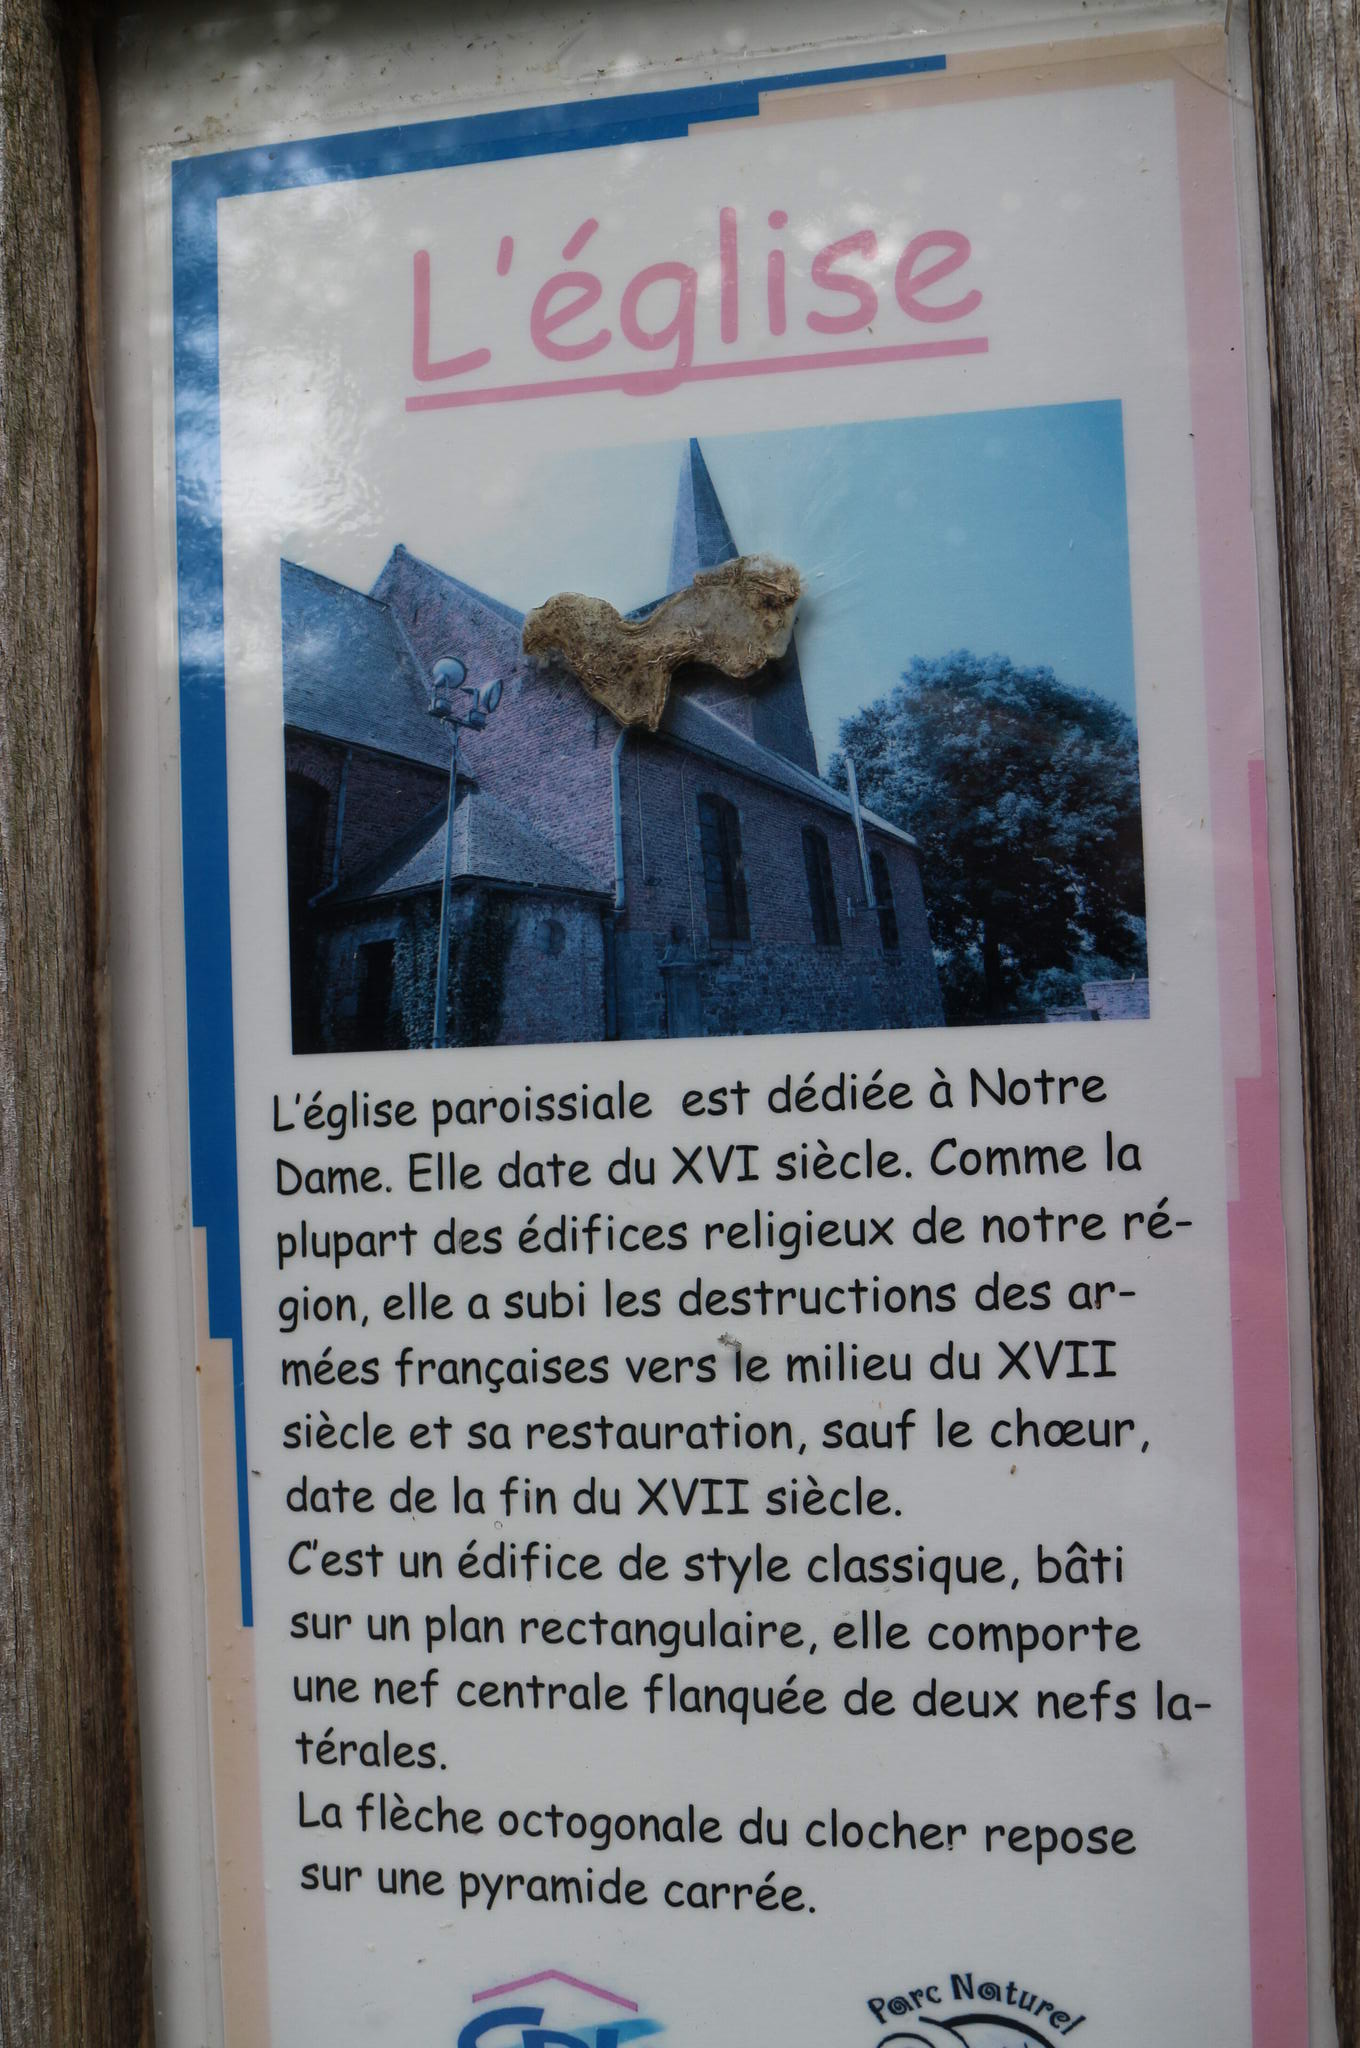 L'église
L'église paroissiale est dédiée à Notre
Dame. Elle date du XVI siècle. Comme la
plupart des édifices religieux de notre ré-
gion, elle a subi les destructions des ar-
mées françaises vers le milieu du XVII
siècle et sa restauration, sauf le chœur,
date de la fin du XVII siècle.
C'est un édifice de style classique, bâti
sur un plan rectangulaire, elle comporte
une nef centrale flanquée de deux nefs la-
térales.
La flèche octogonale du clocher repose
sur une pyramide carrée.
Parc Naturel